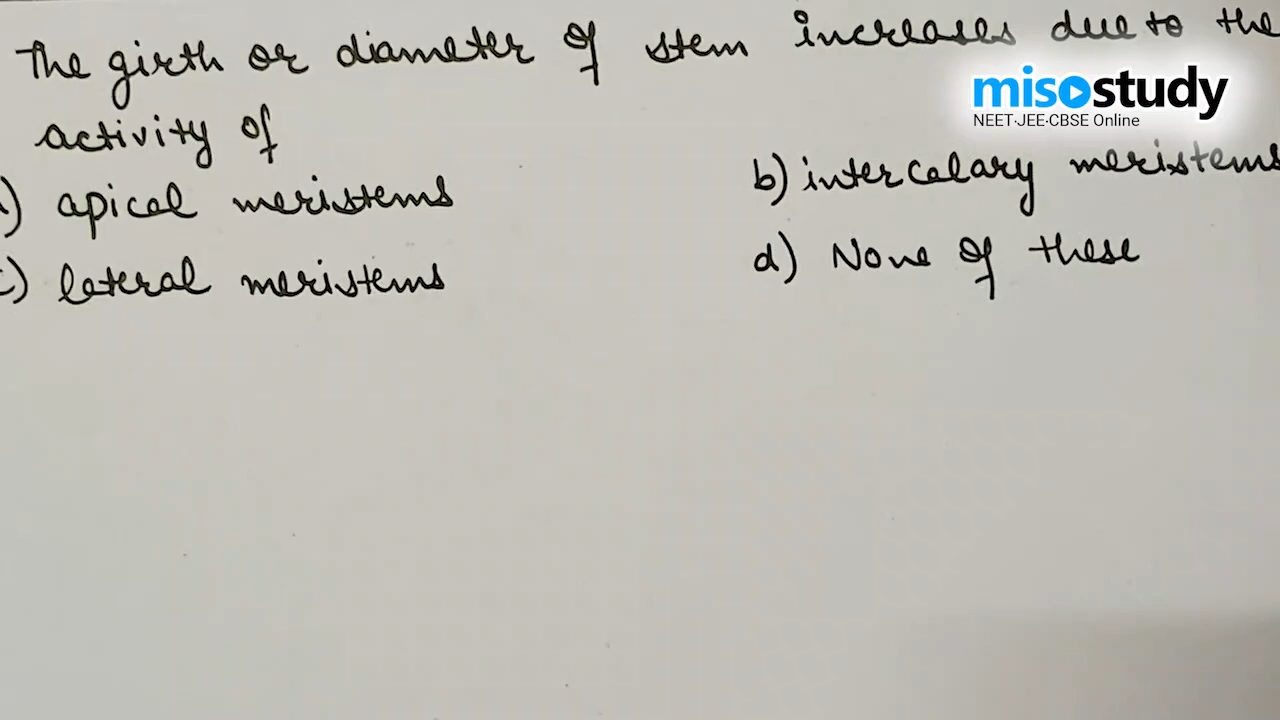 The girth or diameter of stem increases due to the
misostudy
NEET·JEE·CBSE Online
activity of
) apical meristems b) intercalary meristems
c) lateral meristems d) None of these